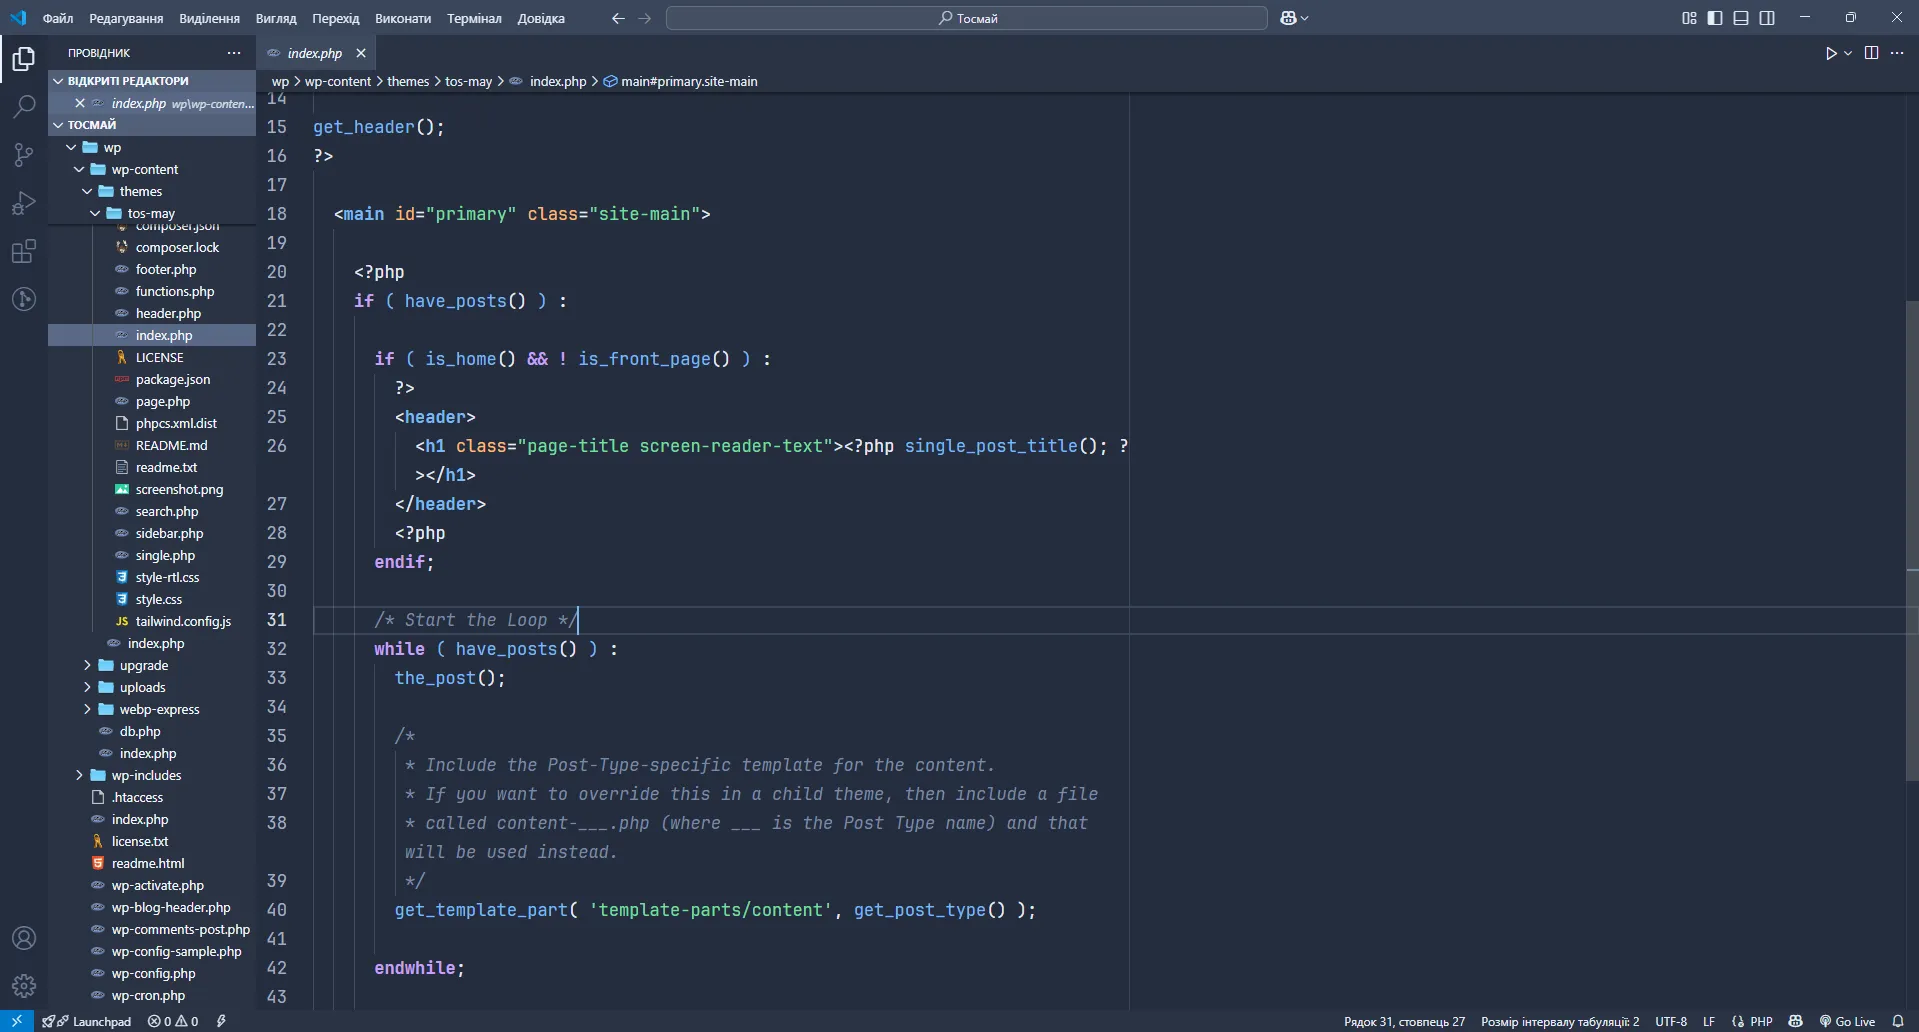 Файл Редагування Виділення Вигляд Перехід Виконати Термінал Довідка
Тосмай
ПРОВІДНИК
ВІДКРИТІ РЕДАКТОРИ
index.php wp\wp-conten...
ТОСМАЙ
wp
wp-content
themes
tos-may
composer.json
composer.lock
footer.php
functions.php
header.php
index.php
LICENSE
package.json
page.php
phpcs.xml.dist
README.md
readme.txt
screenshot.png
search.php
sidebar.php
single.php
style-rtl.css
style.css
JS tailwind.config.js
index.php
upgrade
uploads
webp-express
db.php
index.php
wp-includes
.htaccess
index.php
license.txt
readme.html
wp-activate.php
wp-blog-header.php
wp-comments-post.php
wp-config-sample.php
wp-config.php
wp-cron.php
index.php
wp > wp-content > themes > tos-may > index.php > main#primary.site-main
14
15 get_header();
16 ?>
17
18 <main id="primary" class="site-main">
19
20 <?php
21 if ( have_posts() ) :
22
23 if ( is_home() && ! is_front_page() ) :
24 ?>
25 <header>
26 <h1 class="page-title screen-reader-text"><?php single_post_title(); ?
></h1>
27 </header>
28 <?php
29 endif;
30
31 /* Start the Loop */
32 while ( have_posts() ) :
33 the_post();
34
35 /*
36 * Include the Post-Type-specific template for the content.
37 * If you want to override this in a child theme, then include a file
38 * called content-___.php (where ___ is the Post Type name) and that
will be used instead.
39 */
40 get_template_part( 'template-parts/content', get_post_type() );
41
42 endwhile;
43
Launchpad 0 0 Рядок 31, стовпець 27 Розмір інтервалу табуляції: 2 UTF-8 LF {} PHP Go Live